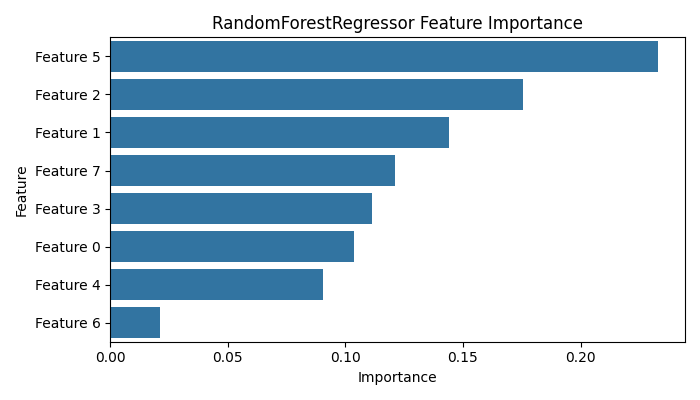 RandomForestRegressor Feature Importance
Feature 5
Feature 2
Feature 1
Feature 7
Feature 3
Feature 0
Feature 4
Feature 6
Feature
0.00 0.05 0.10 0.15 0.20
Importance